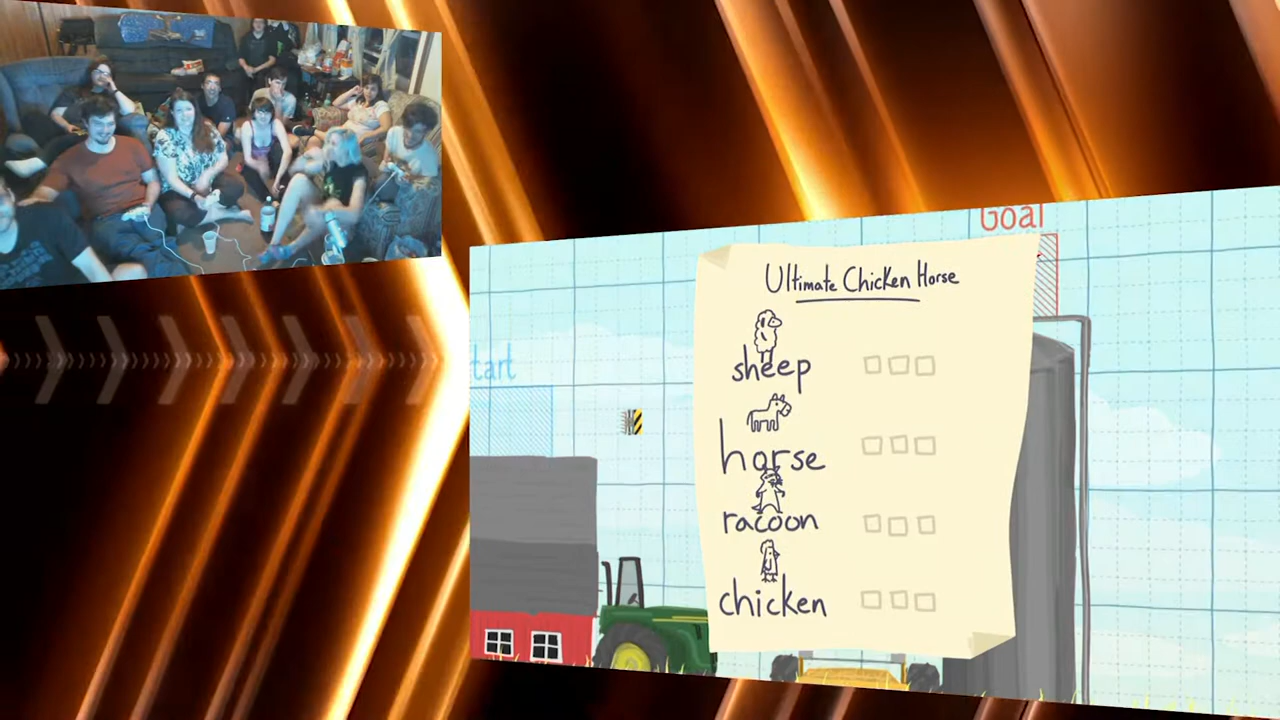 Goal
Ultimate Chicken Horse
tart
sheep
horse
racoon
chicken